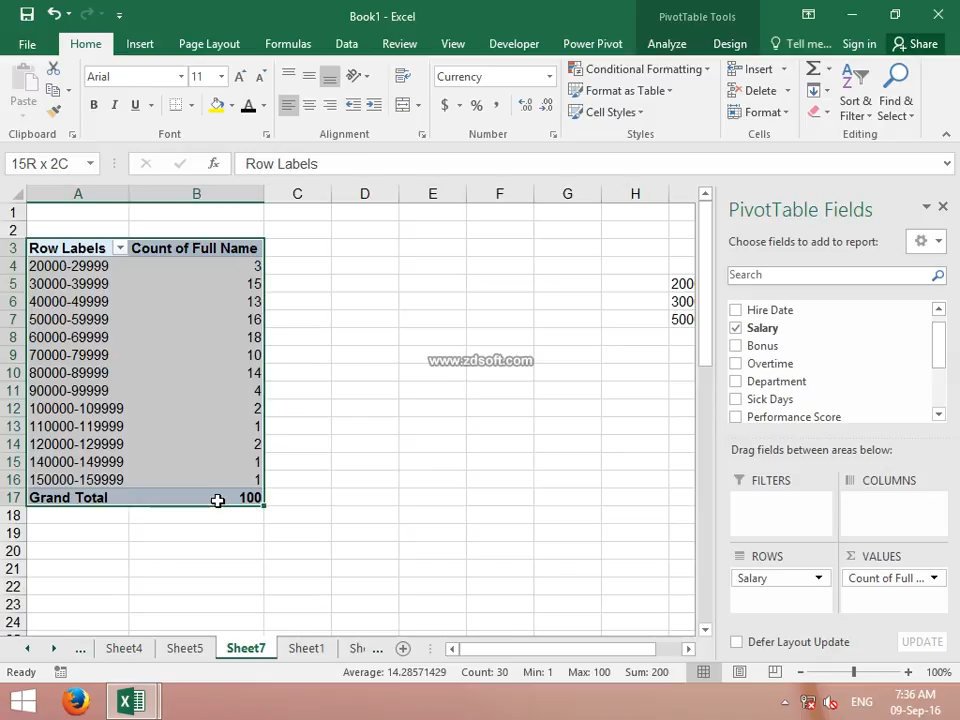 Book1 - Excel
PivotTable Tools
File Home Insert Page Layout Formulas Data Review View Developer Power Pivot Analyze Design Tell me... Sign in Share
Paste
Arial 11
Currency
Conditional Formatting
Format as Table
Cell Styles
Insert
Delete
Format
Sort & Filter
Find & Select
Clipboard Font Alignment Number Styles Cells Editing
15R x 2C fx Row Labels
A B C D E F G H
1
2
3 Row Labels Count of Full Name
4 20000-29999 3
5 30000-39999 15 200
6 40000-49999 13 300
7 50000-59999 16 500
8 60000-69999 18
9 70000-79999 10
10 80000-89999 14
11 90000-99999 4
12 100000-109999 2
13 110000-119999 1
14 120000-129999 2
15 140000-149999 1
16 150000-159999 1
17 Grand Total 100
18
19
20
21
22
23
24
www.zdsoft.com
PivotTable Fields
Choose fields to add to report:
Search
Hire Date
Salary
Bonus
Overtime
Department
Sick Days
Performance Score
Drag fields between areas below:
FILTERS COLUMNS
ROWS Σ VALUES
Salary Count of Full ...
Defer Layout Update UPDATE
... Sheet4 Sheet5 Sheet7 Sheet1 Sh ...
Ready Average: 14.28571429 Count: 30 Min: 1 Max: 100 Sum: 200 100%
ENG
7:36 AM
09-Sep-16